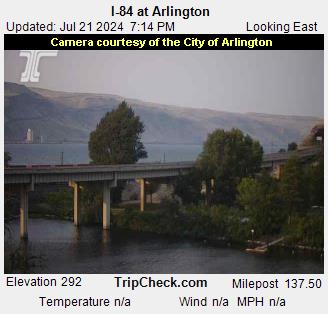 I-84 at Arlington
Updated: Jul 21 2024 7:14 PM Looking East
Camera courtesy of the City of Arlington
Elevation 292 TripCheck.com Milepost 137.50
Temperature n/a Wind n/a MPH n/a